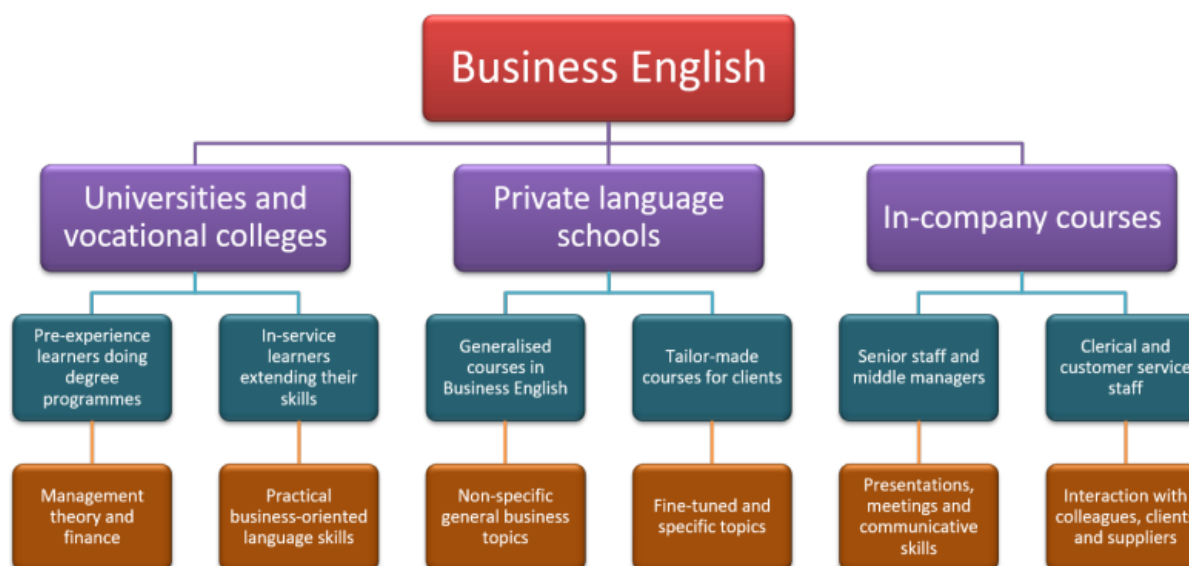 Business English
Universities and
vocational colleges
Private language
schools
In-company courses
Pre-experience
learners doing
degree
programmes
In-service
learners
extending their
skills
Generalised
courses in
Business English
Tailor-made
courses for clients
Senior staff and
middle managers
Clerical and
customer service
staff
Management
theory and
finance
Practical
business-oriented
language skills
Non-specific
general business
topics
Fine-tuned and
specific topics
Presentations,
meetings and
communicative
skills
Interaction with
colleagues, client
and suppliers